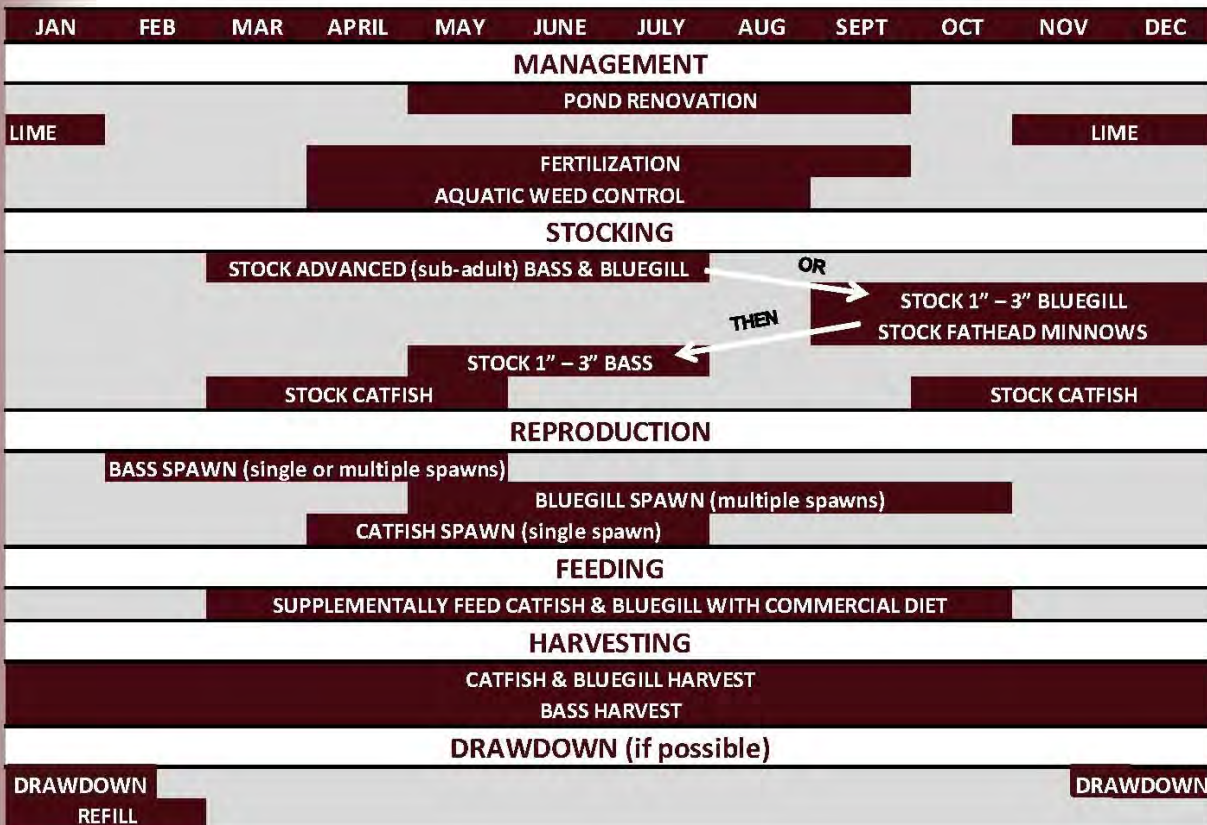 JAN FEB MAR APRIL MAY JUNE JULY AUG SEPT OCT NOV DEC
MANAGEMENT
POND RENOVATION
LIME LIME
FERTILIZATION
AQUATIC WEED CONTROL
STOCKING
STOCK ADVANCED (sub-adult) BASS & BLUEGILL OR
STOCK 1” – 3” BLUEGILL
THEN STOCK FATHEAD MINNOWS
STOCK 1” – 3” BASS
STOCK CATFISH STOCK CATFISH
REPRODUCTION
BASS SPAWN (single or multiple spawns)
BLUEGILL SPAWN (multiple spawns)
CATFISH SPAWN (single spawn)
FEEDING
SUPPLEMENTALLY FEED CATFISH & BLUEGILL WITH COMMERCIAL DIET
HARVESTING
CATFISH & BLUEGILL HARVEST
BASS HARVEST
DRAWDOWN (if possible)
DRAWDOWN DRAWDOWN
REFILL